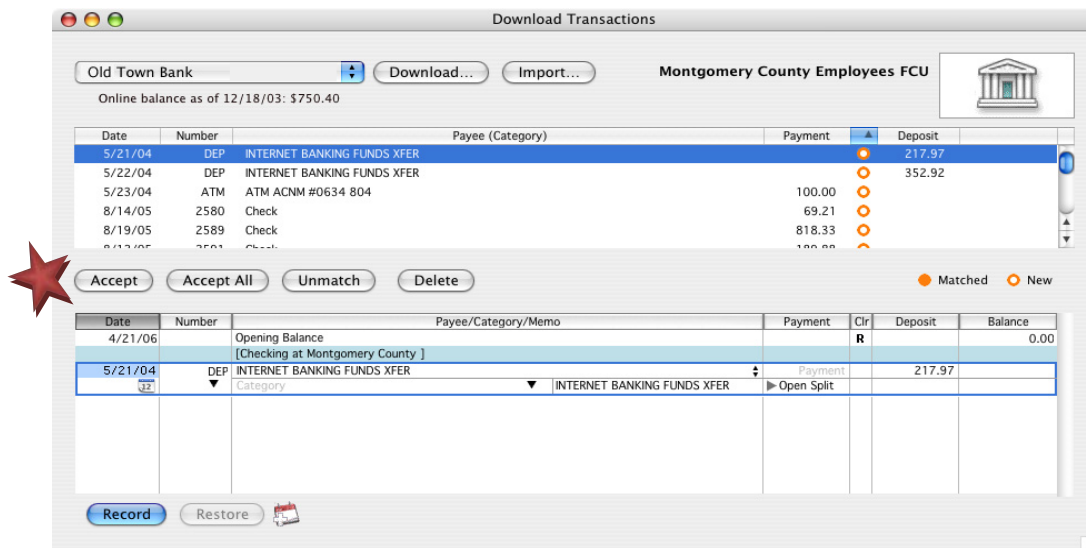 Download Transactions
Old Town Bank Download... Import... Montgomery County Employees FCU
Online balance as of 12/18/03: $750.40
Date Number Payee (Category) Payment Deposit
5/21/04 DEP INTERNET BANKING FUNDS XFER 217.97
5/22/04 DEP INTERNET BANKING FUNDS XFER 352.92
5/23/04 ATM ATM ACNM #0634 804 100.00
8/14/05 2580 Check 69.21
8/19/05 2589 Check 818.33
Check
Accept Accept All Unmatch Delete Matched New
Date Number Payee/Category/Memo Payment Clr Deposit Balance
4/21/06 Opening Balance R 0.00
[Checking at Montgomery County ]
5/21/04 DEP INTERNET BANKING FUNDS XFER Payment 217.97
12 Category INTERNET BANKING FUNDS XFER Open Split
Record Restore